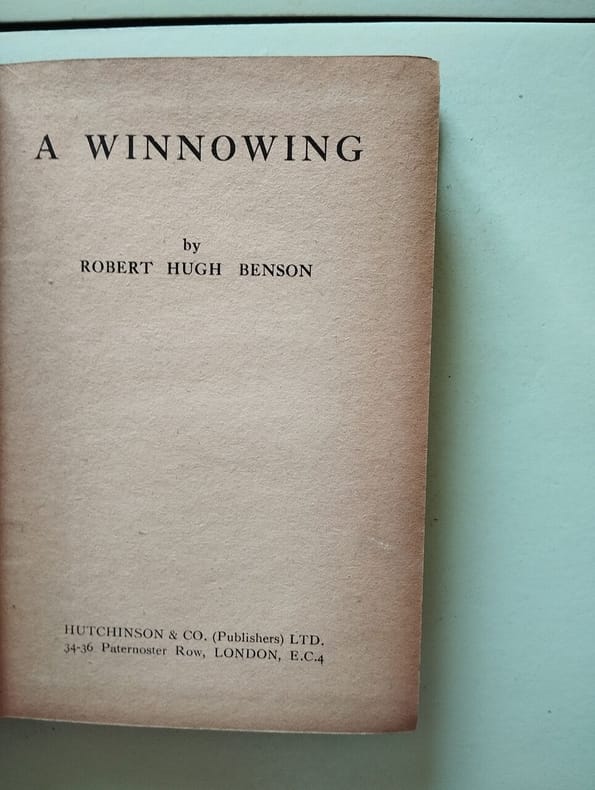 A WINNOWING
by
ROBERT HUGH BENSON
HUTCHINSON & CO. (Publishers) LTD.
34-36 Paternoster Row, LONDON, E.C.4